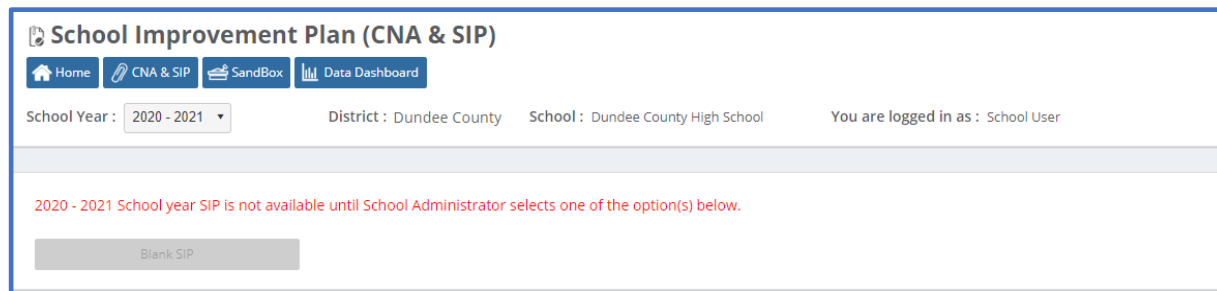 School Improvement Plan (CNA & SIP)
Home CNA & SIP SandBox Data Dashboard
School Year : 2020 - 2021 District : Dundee County School : Dundee County High School You are logged in as : School User
2020 - 2021 School year SIP is not available until School Administrator selects one of the option(s) below.
Blank SIP